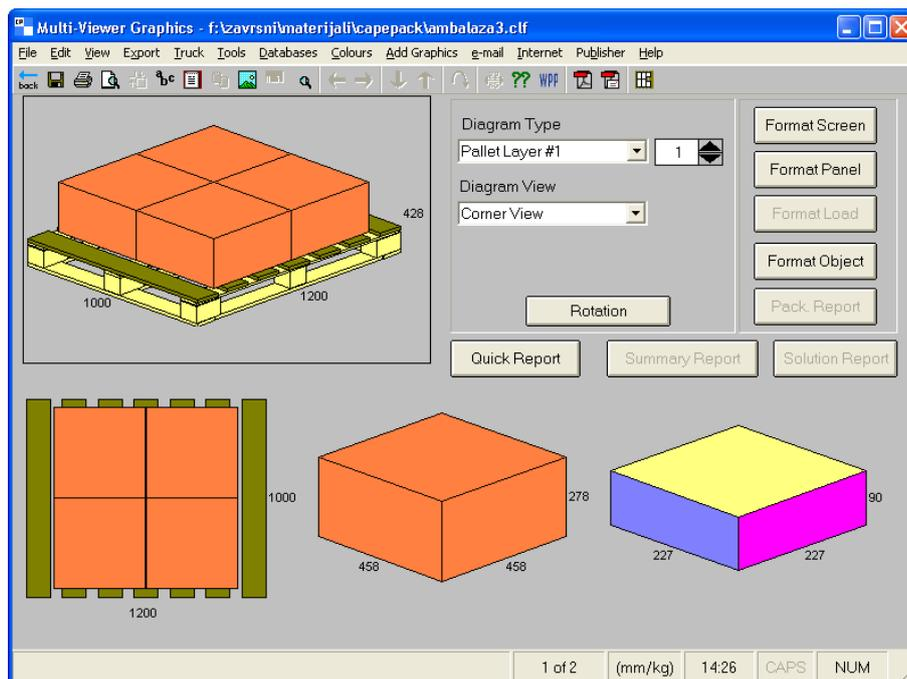 Multi-Viewer Graphics - f:\zavrsni\materijali\capepack\ambalaza3.clf
File Edit View Export Truck Tools Databases Colours Add Graphics e-mail Internet Publisher Help
back abc ?? WPP
Diagram Type
Pallet Layer #1 1
Diagram View
Corner View
Rotation
Format Screen
Format Panel
Format Load
Format Object
Pack. Report
Quick Report Summary Report Solution Report
428
1000 1200
1000
1200
278
458 458
90
227 227
1 of 2 (mm/kg) 14:26 CAPS NUM